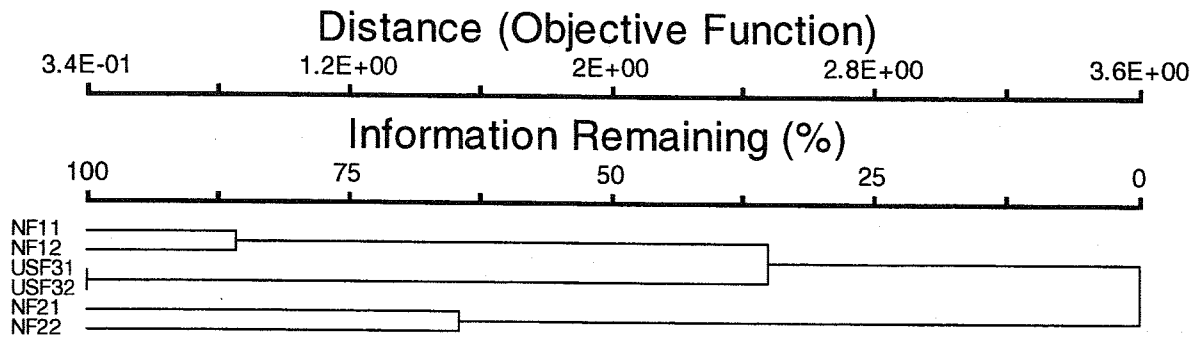 Distance (Objective Function)
3.4E-01 1.2E+00 2E+00 2.8E+00 3.6E+00
Information Remaining (%)
100 75 50 25 0
NF11
NF12
USF31
USF32
NF21
NF22